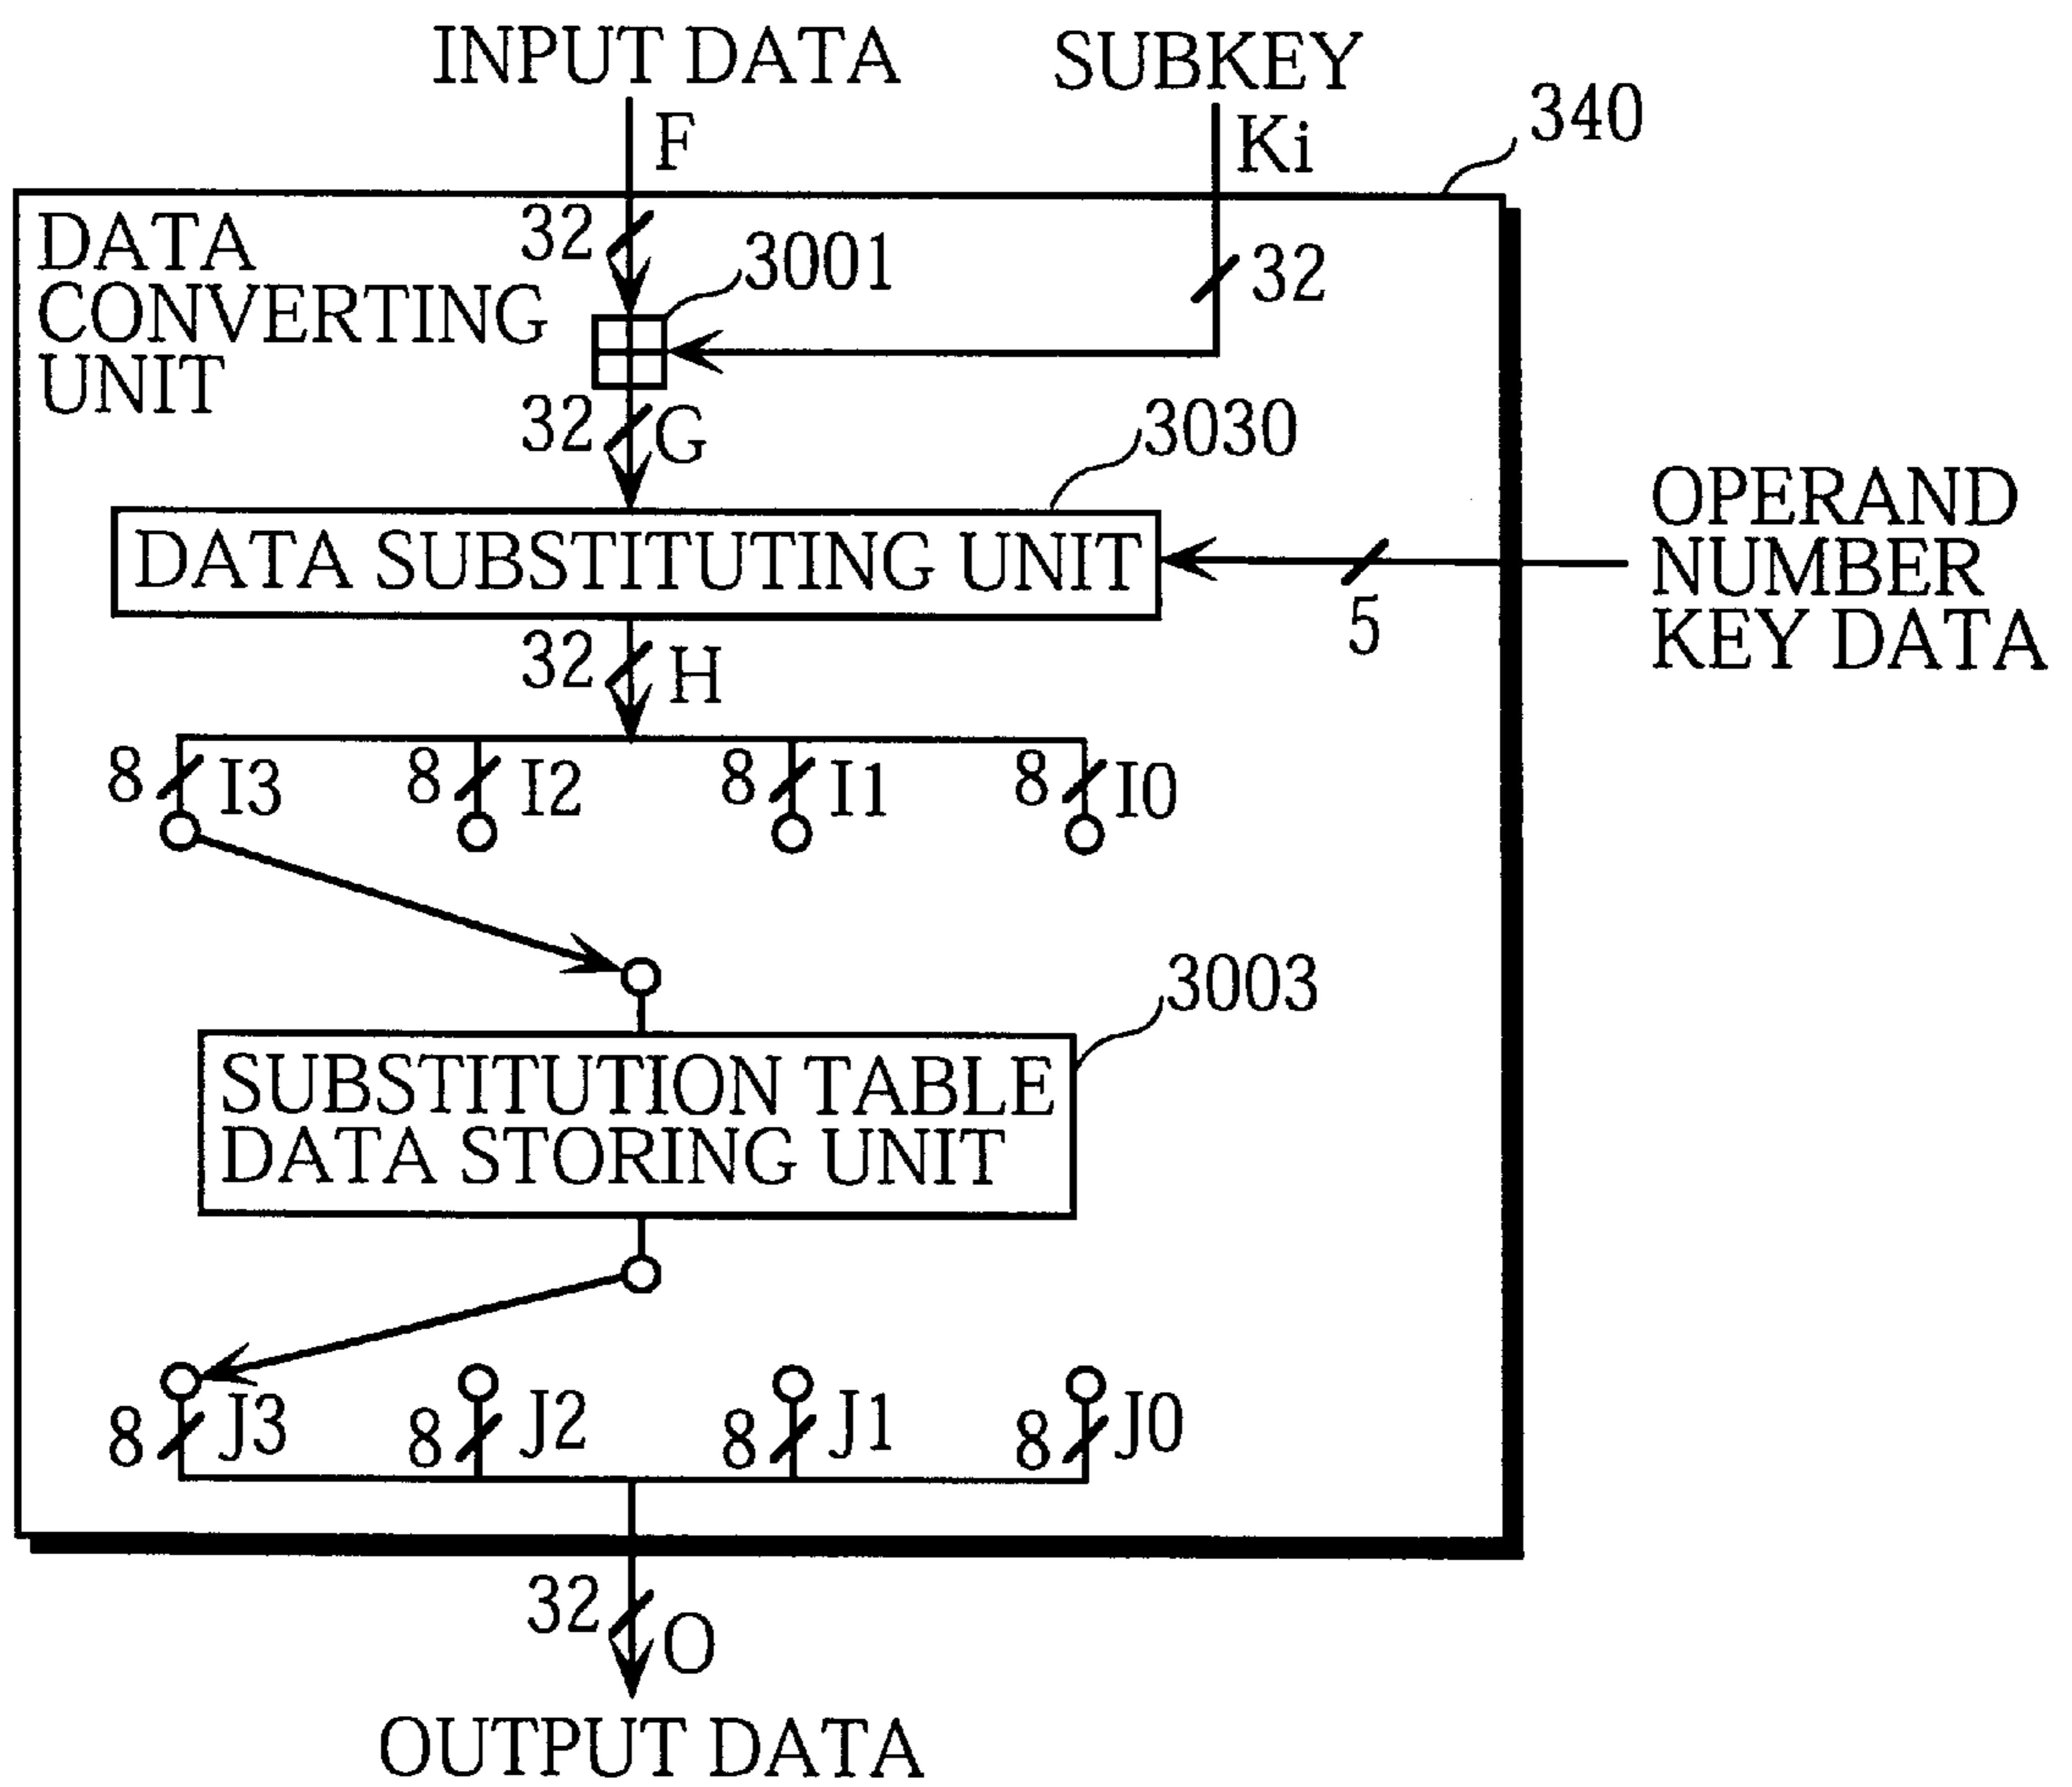 INPUT DATA
SUBKEY
F
Ki
340
DATA
CONVERTING
UNIT
32
3001
32
32
G
3030
DATA SUBSTITUTING UNIT
OPERAND
NUMBER
KEY DATA
5
32
H
8 I3 8 I2 8 I1 8 I0
3003
SUBSTITUTION TABLE
DATA STORING UNIT
8 J3 8 J2 8 J1 8 J0
32
O
OUTPUT DATA